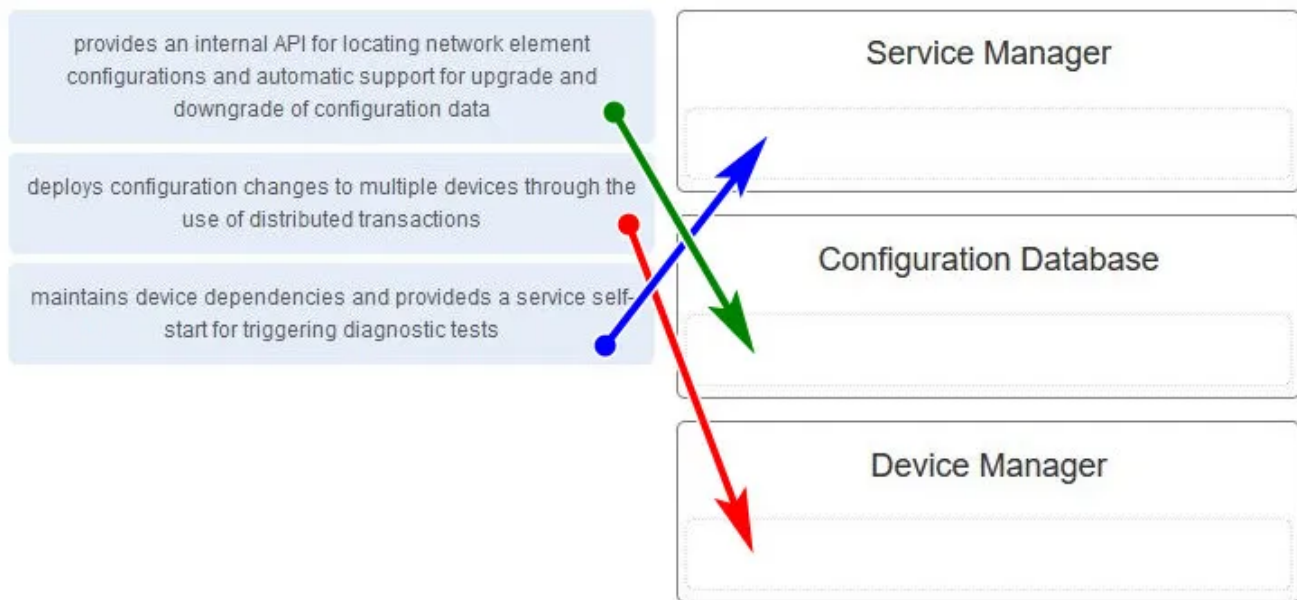 provides an internal API for locating network element
configurations and automatic support for upgrade and
downgrade of configuration data
deploys configuration changes to multiple devices through the
use of distributed transactions
maintains device dependencies and provideds a service self-
start for triggering diagnostic tests
Service Manager
Configuration Database
Device Manager